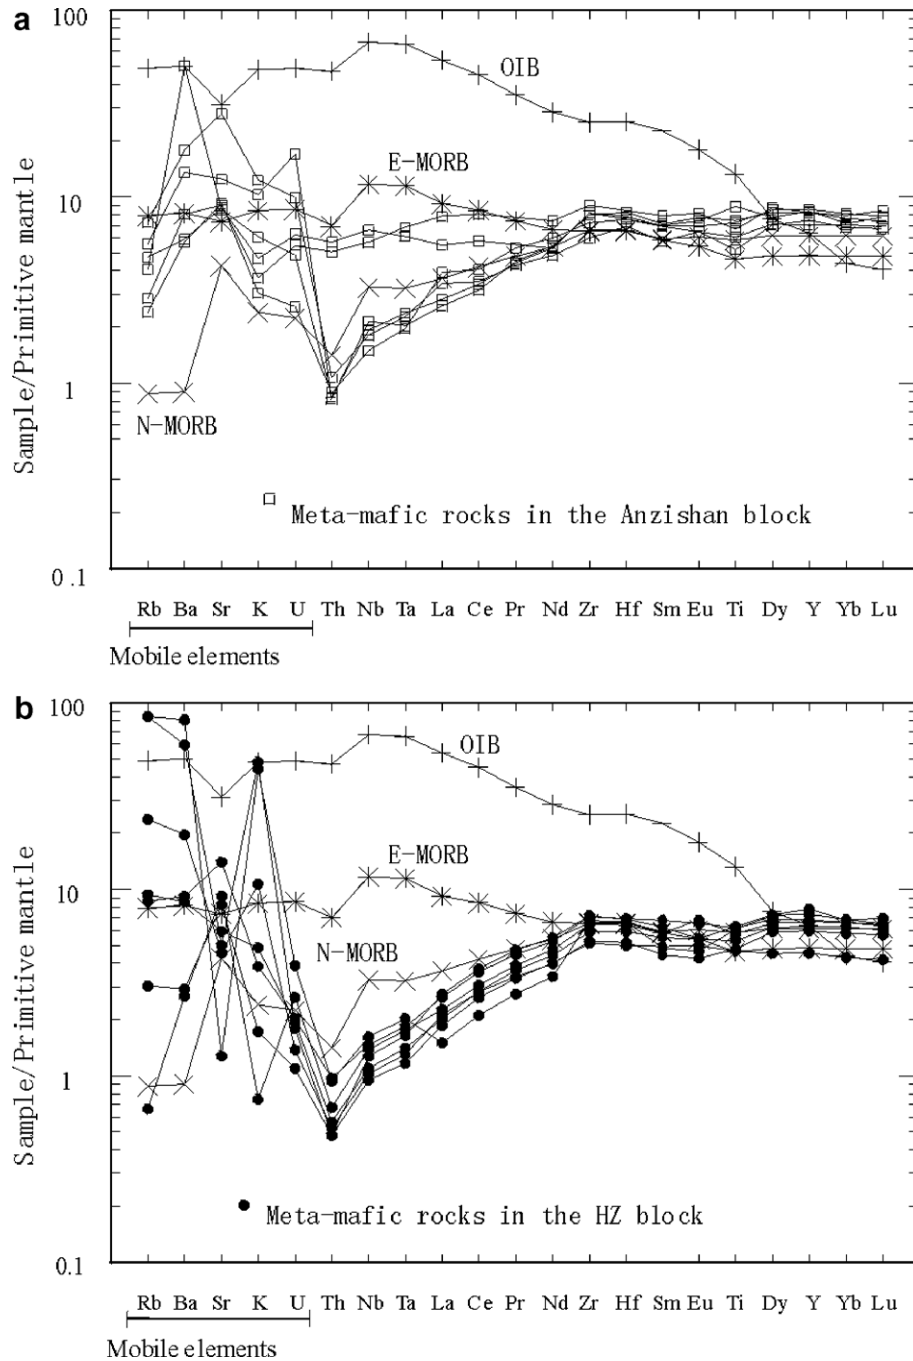 a
100
OIB
E-MORB
10
Sample/Primitive mantle
1
N-MORB
Meta-mafic rocks in the Anzishan block
0.1
Rb Ba Sr K U Th Nb Ta La Ce Pr Nd Zr Hf Sm Eu Ti Dy Y Yb Lu
Mobile elements
b
100
OIB
E-MORB
10
N-MORB
Sample/Primitive mantle
1
Meta-mafic rocks in the HZ block
0.1
Rb Ba Sr K U Th Nb Ta La Ce Pr Nd Zr Hf Sm Eu Ti Dy Y Yb Lu
Mobile elements